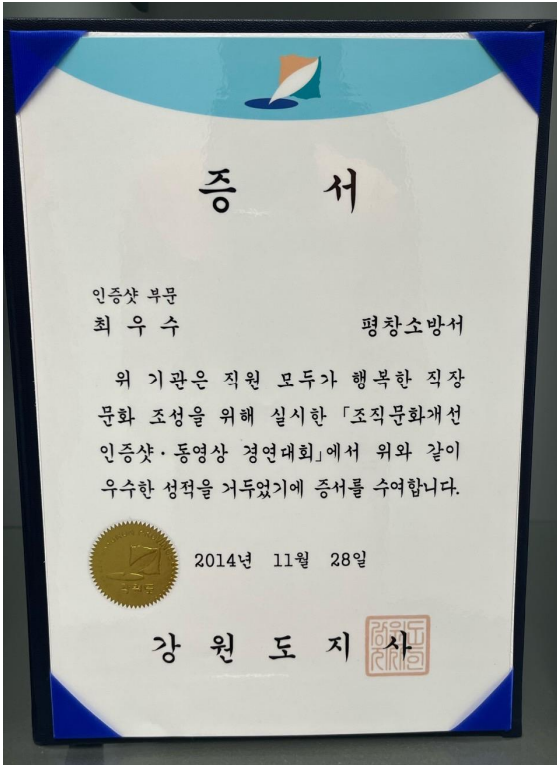 증 서
인증샷 부문
최 우 수 평창소방서
위 기관은 직원 모두가 행복한 직장
문화 조성을 위해 실시한 「조직문화개선
인증샷·동영상 경연대회」에서 위와 같이
우수한 성적을 거두었기에 증서를 수여합니다.
2014년 11월 28일
강 원 도 지 사